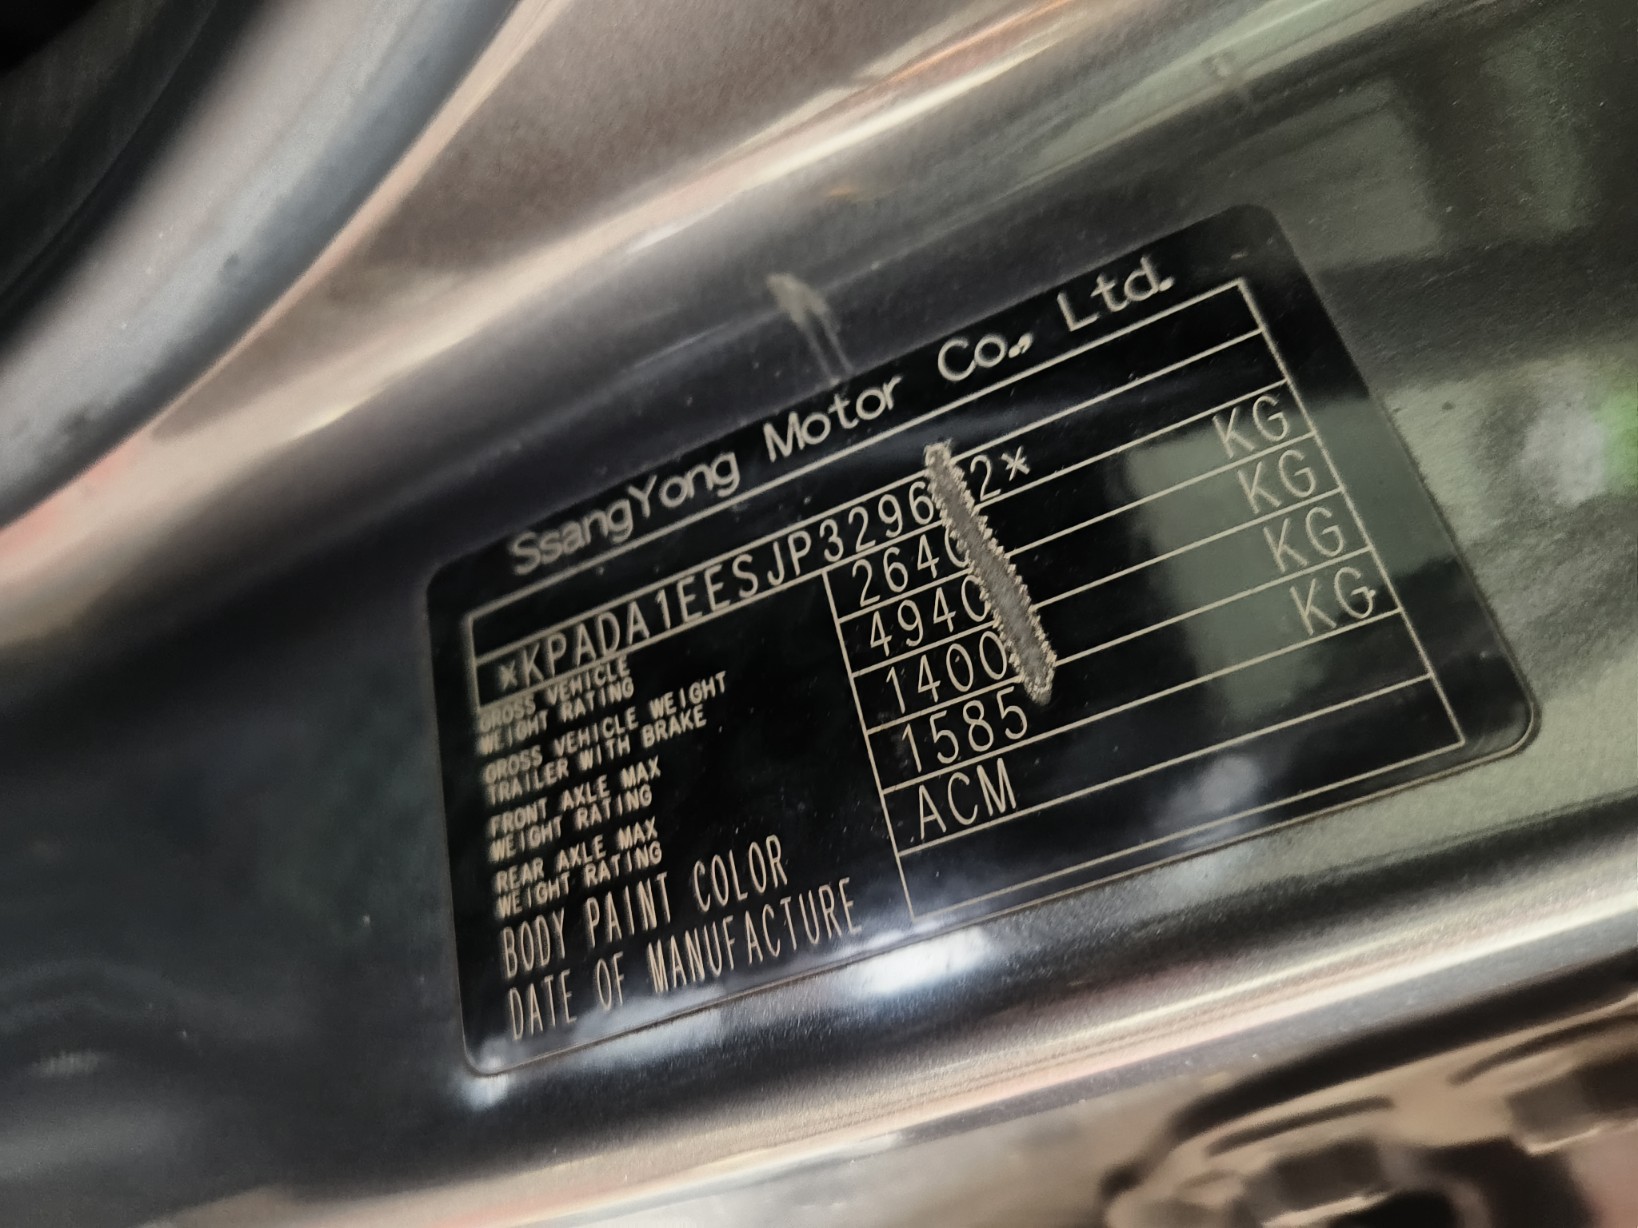 SsangYong Motor Co., Ltd.
*KPADA1EESJP3296 2*
GROSS VEHICLE WEIGHT RATING 2640 KG
GROSS VEHICLE WEIGHT TRAILER WITH BRAKE 4940 KG
FRONT AXLE MAX WEIGHT RATING 1400 KG
REAR AXLE MAX WEIGHT RATING 1585 KG
BODY PAINT COLOR ACM
DATE OF MANUFACTURE